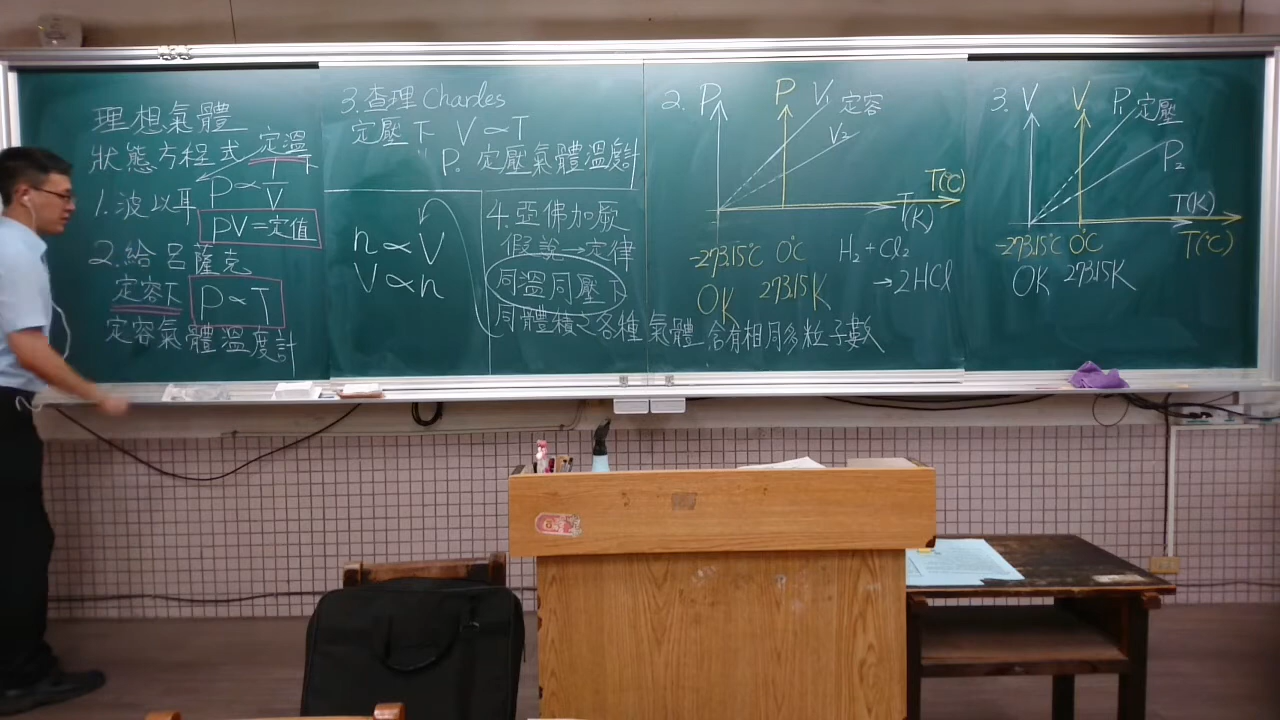 理想氣體
狀態方程式 定溫下
1.波以耳 P∝1/V
PV=定值
2.給呂薩克
定容下 P∝T
定容氣體溫度計
3.查理 Charles
定壓下 V∝T
" P. 定壓氣體溫度計
n∝V
V∝n
4.亞佛加厥
假說→定律
同溫同壓下
同體積之各種氣體含有相同多粒子數
2. P P V₁ 定容
V₂
T(℃)
T(K)
-273.15℃ 0℃
0K 273.15K
H₂+Cl₂
→2HCl
3. V V P₁ 定壓
P₂
T(K)
T(℃)
-273.15℃ 0℃
0K 273.15K